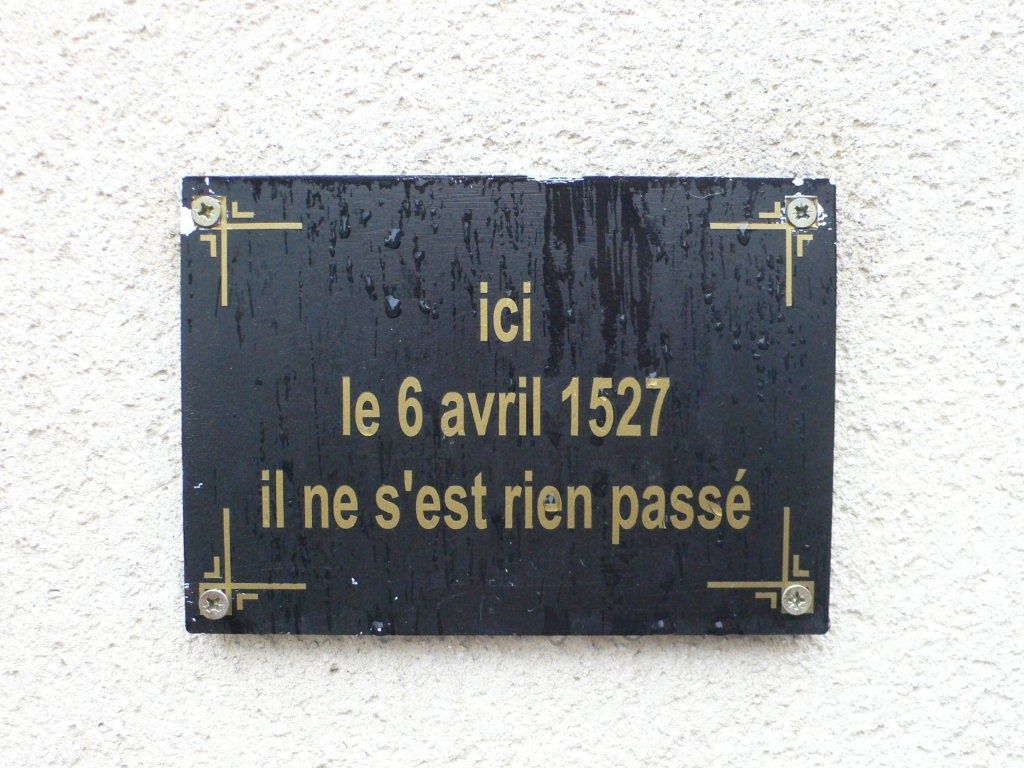 ici
le 6 avril 1527
il ne s'est rien passé